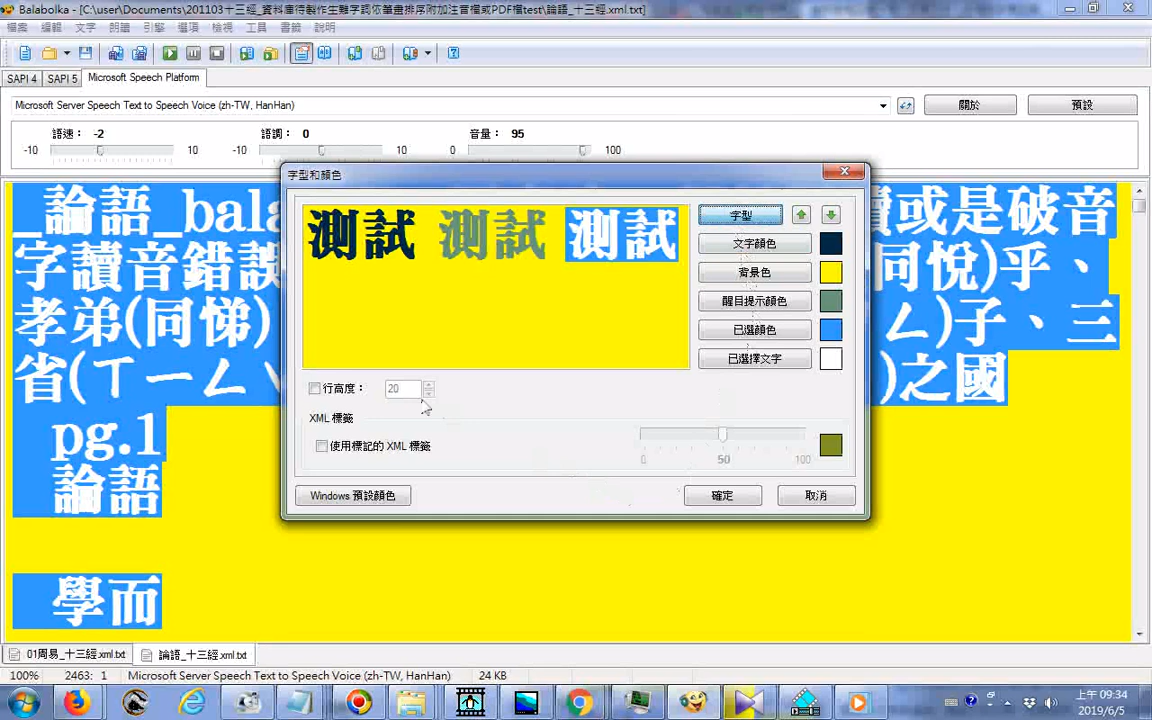 Balabolka - [C:\user\Documents\201103十三經_資料庫待製作生難字詞依筆畫排序附加注音檔或PDF檔test\論語_十三經.xml.txt]
檔案 編輯 文字 朗讀 引擎 選項 檢視 工具 書籤 說明
SAPI 4 SAPI 5 Microsoft Speech Platform
Microsoft Server Speech Text to Speech Voice (zh-TW, HanHan) 關於 預設
語速： -2 語調： 0 音量： 95
-10 10 -10 10 0 100
字型和顏色
_論語_bala 讀或是破音
字讀音錯誤 同悅)乎、
孝弟(同悌) ㄥ)子、三
省(ㄒㄧㄥˇ )之國
pg.1
論語
學而
測試 測試 測試
字型
文字顏色
背景色
醒目提示顏色
已選顏色
已選擇文字
行高度： 20
XML 標籤
使用標記的 XML 標籤
0 50 100
Windows 預設顏色 確定 取消
01周易_十三經.xml.txt 論語_十三經.xml.txt
100% 2463: 1 Microsoft Server Speech Text to Speech Voice (zh-TW, HanHan) 24 KB
上午 09:34
2019/6/5